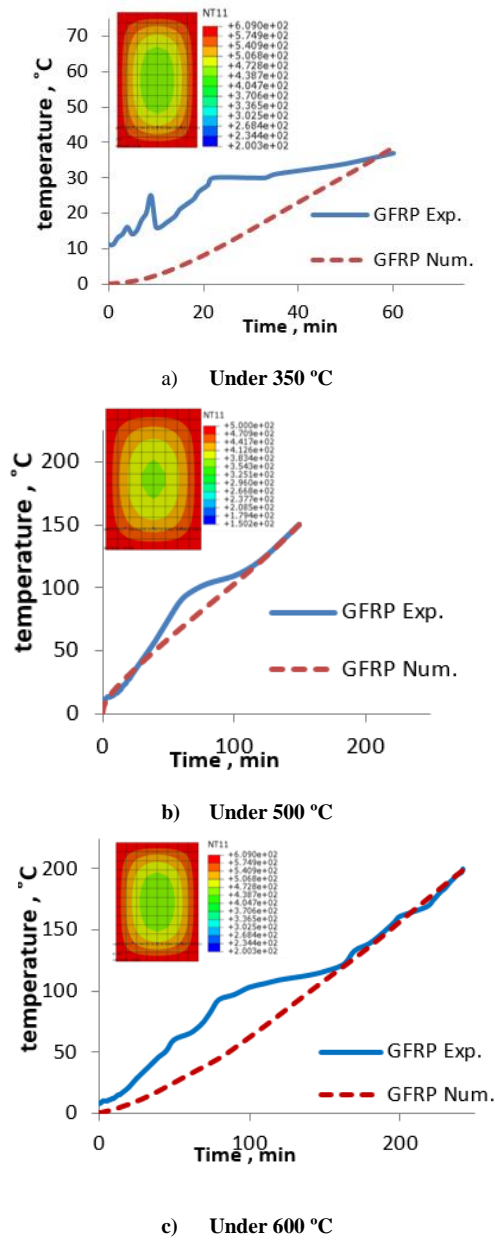 NT11
+6.090e+02
+5.749e+02
+5.409e+02
+5.068e+02
+4.728e+02
+4.387e+02
+4.047e+02
+3.706e+02
+3.365e+02
+3.025e+02
+2.684e+02
+2.344e+02
+2.003e+02
temperature , ˚C
70
60
50
40
30
20
10
0
GFRP Exp.
GFRP Num.
0 20 40 60
Time , min
a) Under 350 ºC
NT11
+5.000e+02
+4.709e+02
+4.417e+02
+4.126e+02
+3.834e+02
+3.543e+02
+3.251e+02
+2.960e+02
+2.668e+02
+2.377e+02
+2.085e+02
+1.794e+02
+1.502e+02
temperature , ˚C
200
150
100
50
0
GFRP Exp.
GFRP Num.
0 100 200
Time , min
b) Under 500 ºC
NT11
+6.090e+02
+5.749e+02
+5.409e+02
+5.068e+02
+4.728e+02
+4.387e+02
+4.047e+02
+3.706e+02
+3.365e+02
+3.025e+02
+2.684e+02
+2.344e+02
+2.003e+02
temperature , ˚C
200
150
100
50
0
GFRP Exp.
GFRP Num.
0 100 200
Time , min
c) Under 600 ºC